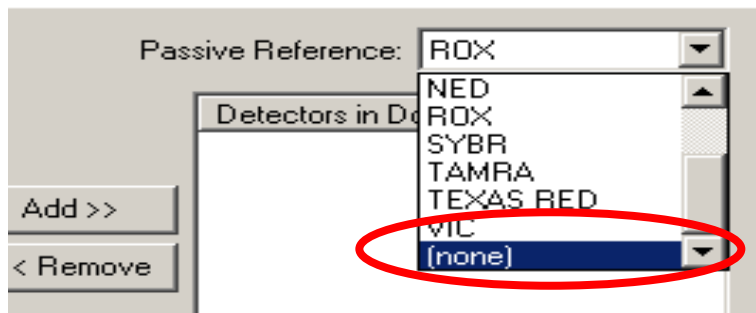 Passive Reference: ROX
NED
Detectors in Do
ROX
SYBR
TAMRA
TEXAS RED
Add >>
VIC
(none)
< Remove